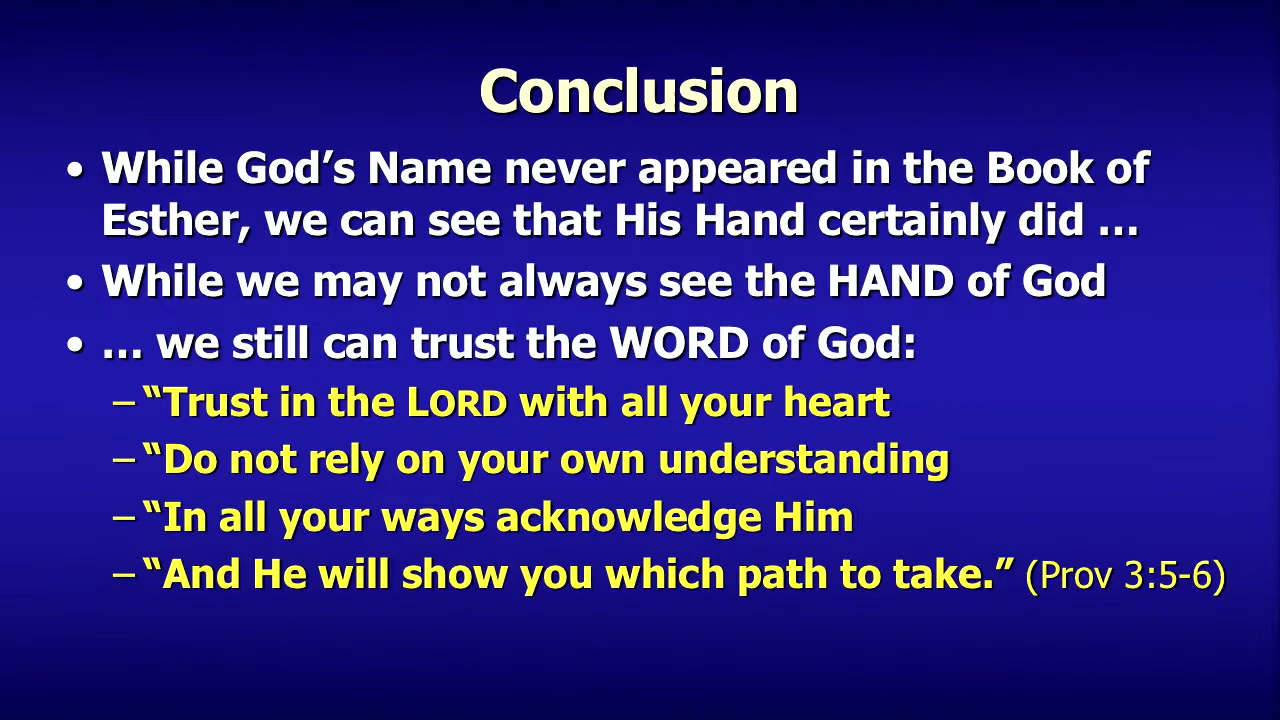 Conclusion
• While God’s Name never appeared in the Book of
Esther, we can see that His Hand certainly did …
• While we may not always see the HAND of God
• … we still can trust the WORD of God:
– “Trust in the LORD with all your heart
– “Do not rely on your own understanding
– “In all your ways acknowledge Him
– “And He will show you which path to take.” (Prov 3:5-6)